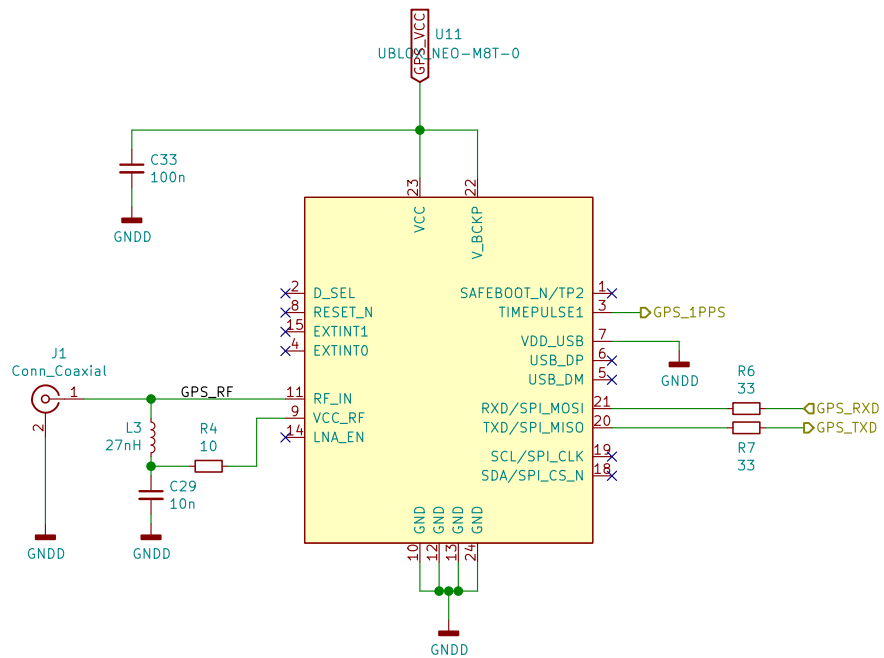 GPS_VCC
U11
UBLOX_NEO-M8T-0
C33
100n
GNDD
23
22
VCC
V_BCKP
2
D_SEL
8
RESET_N
15
EXTINT1
4
EXTINT0
SAFEBOOT_N/TP2
1
TIMEPULSE1
3
GPS_1PPS
VDD_USB
7
USB_DP
6
USB_DM
5
GNDD
J1
Conn_Coaxial
1
2
GPS_RF
11
RF_IN
9
VCC_RF
14
LNA_EN
L3
27nH
R4
10
C29
10n
GNDD
GNDD
RXD/SPI_MOSI
21
TXD/SPI_MISO
20
SCL/SPI_CLK
19
SDA/SPI_CS_N
18
R6
33
GPS_RXD
GPS_TXD
R7
33
GND
GND
GND
GND
10
12
13
24
GNDD